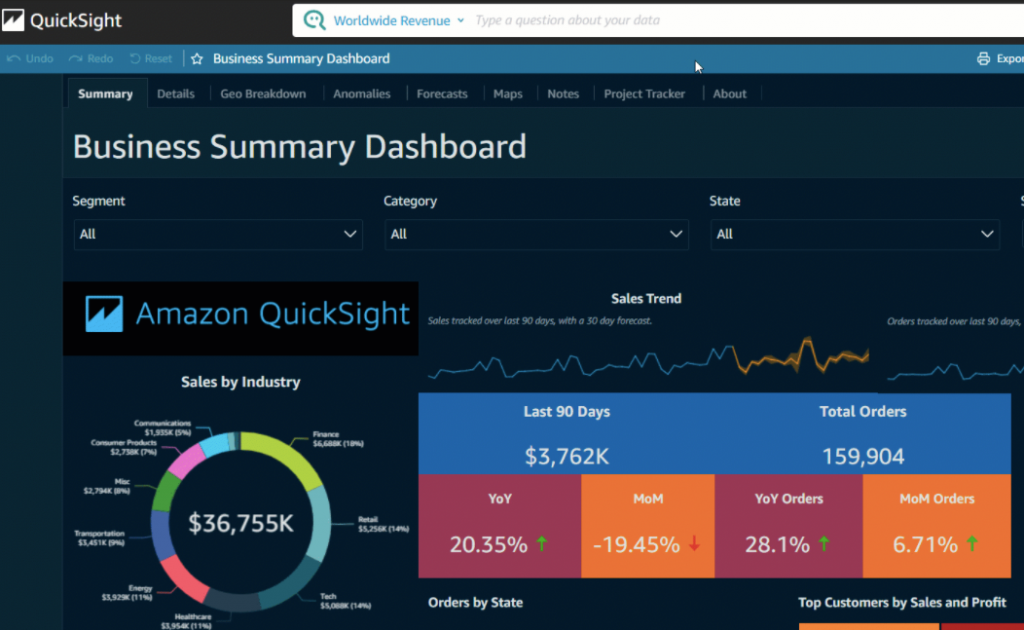 QuickSight
Worldwide Revenue
Type a question about your data
Undo
Redo
Reset
Business Summary Dashboard
Summary
Details
Geo Breakdown
Anomalies
Forecasts
Maps
Notes
Project Tracker
About
Business Summary Dashboard
Segment
Category
State
All
All
All
Amazon QuickSight
Sales Trend
Sales tracked over last 90 days, with a 30 day forecast.
Orders tracked over last 90 days,
Sales by Industry
Communications
$1,935K (5%)
Consumer Products
$2,738K (7%)
Misc
$2,794K (8%)
Transportation
$3,451K (9%)
Energy
$3,929K (11%)
Healthcare
$3,954K (11%)
Tech
$5,088K (14%)
Retail
$5,256K (14%)
Finance
$6,688K (18%)
$36,755K
Last 90 Days
$3,762K
Total Orders
159,904
YoY
20.35%
MoM
-19.45%
YoY Orders
28.1%
MoM Orders
6.71%
Orders by State
Top Customers by Sales and Profit